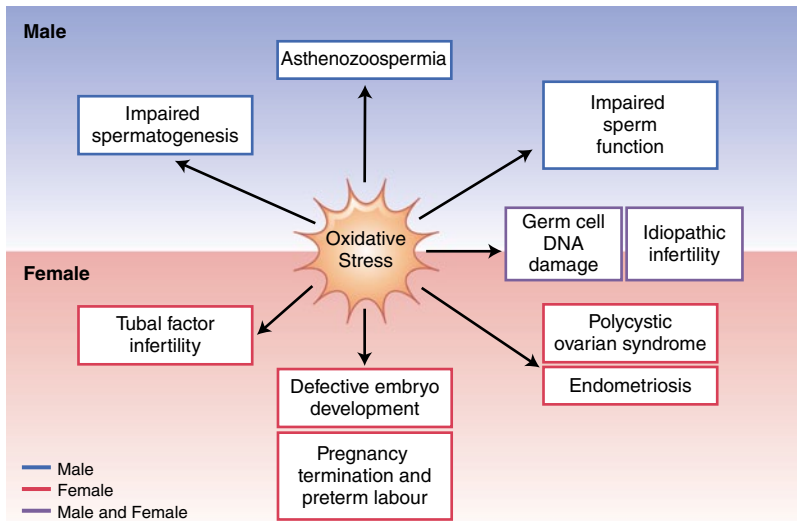 Male
Asthenozoospermia
Impaired
spermatogenesis
Impaired
sperm
function
Oxidative
Stress
Germ cell
DNA
damage
Idiopathic
infertility
Female
Tubal factor
infertility
Polycystic
ovarian syndrome
Endometriosis
Defective embryo
development
Pregnancy
termination and
preterm labour
Male
Female
Male and Female